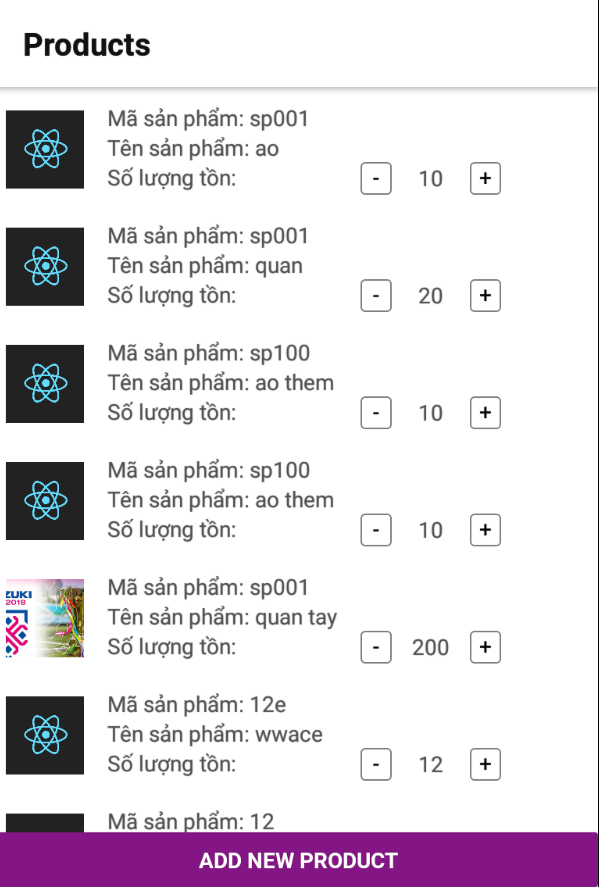 Products
Mã sản phẩm: sp001
Tên sản phẩm: ao
Số lượng tồn: - 10 +
Mã sản phẩm: sp001
Tên sản phẩm: quan
Số lượng tồn: - 20 +
Mã sản phẩm: sp100
Tên sản phẩm: ao them
Số lượng tồn: - 10 +
Mã sản phẩm: sp100
Tên sản phẩm: ao them
Số lượng tồn: - 10 +
ZUKI
2018
Mã sản phẩm: sp001
Tên sản phẩm: quan tay
Số lượng tồn: - 200 +
Mã sản phẩm: 12e
Tên sản phẩm: wwace
Số lượng tồn: - 12 +
Mã sản phẩm: 12
ADD NEW PRODUCT